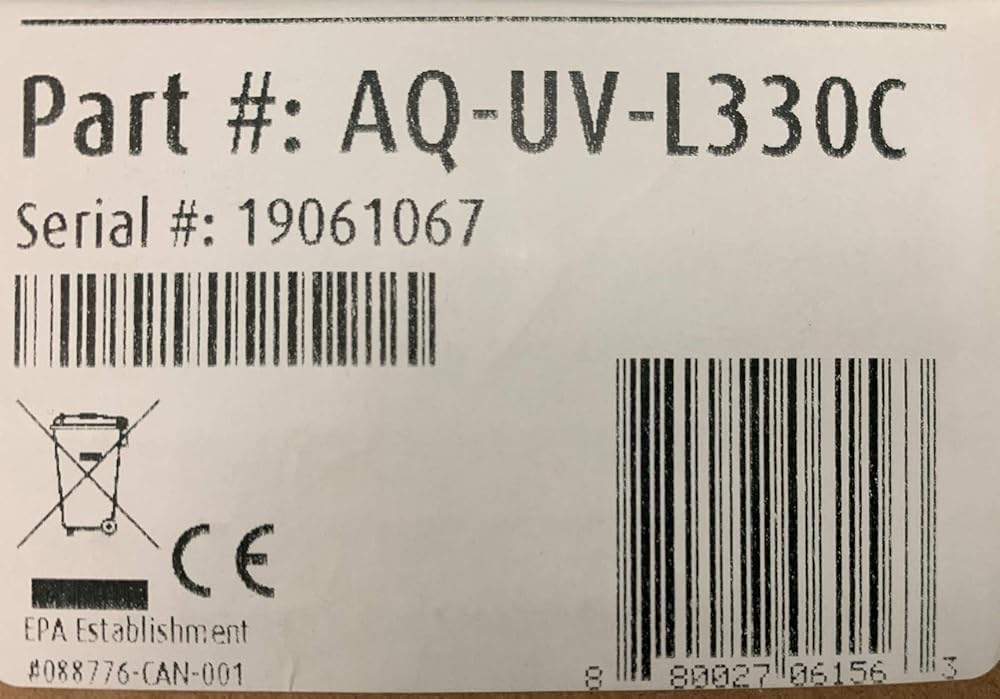 Part #: AQ-UV-L330C
Serial #: 19061067
CE
EPA Establishment
#088776-CAN-001
8 80027 06156 3